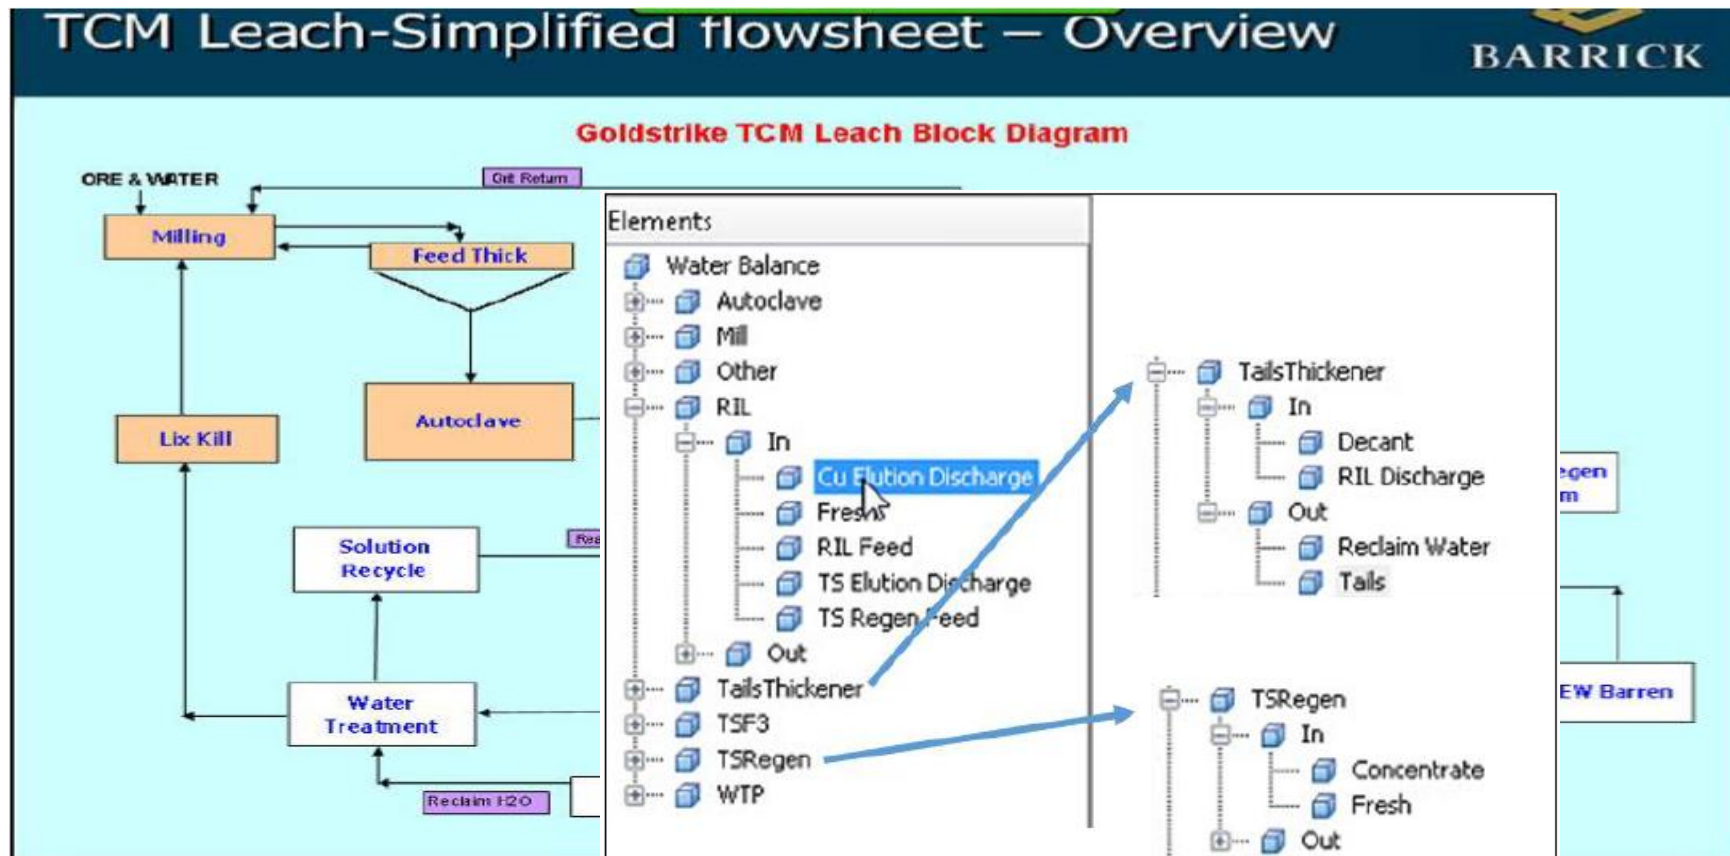 TCM Leach-Simplified flowsheet – Overview
BARRICK
Goldstrike TCM Leach Block Diagram
ORE & WATER
Grit Return
Milling
Feed Thick
Lix Kill
Autoclave
Solution
Recycle
Water
Treatment
Reclaim H2O
Elements
Water Balance
Autoclave
Mill
Other
RIL
In
Cu Elution Discharge
Fresh
RIL Feed
TS Elution Discharge
TS Regen Feed
Out
TailsThickener
TSF3
TSRegen
WTP
TailsThickener
In
Decant
RIL Discharge
Out
Reclaim Water
Tails
TSRegen
In
Concentrate
Fresh
Out
EW Barren